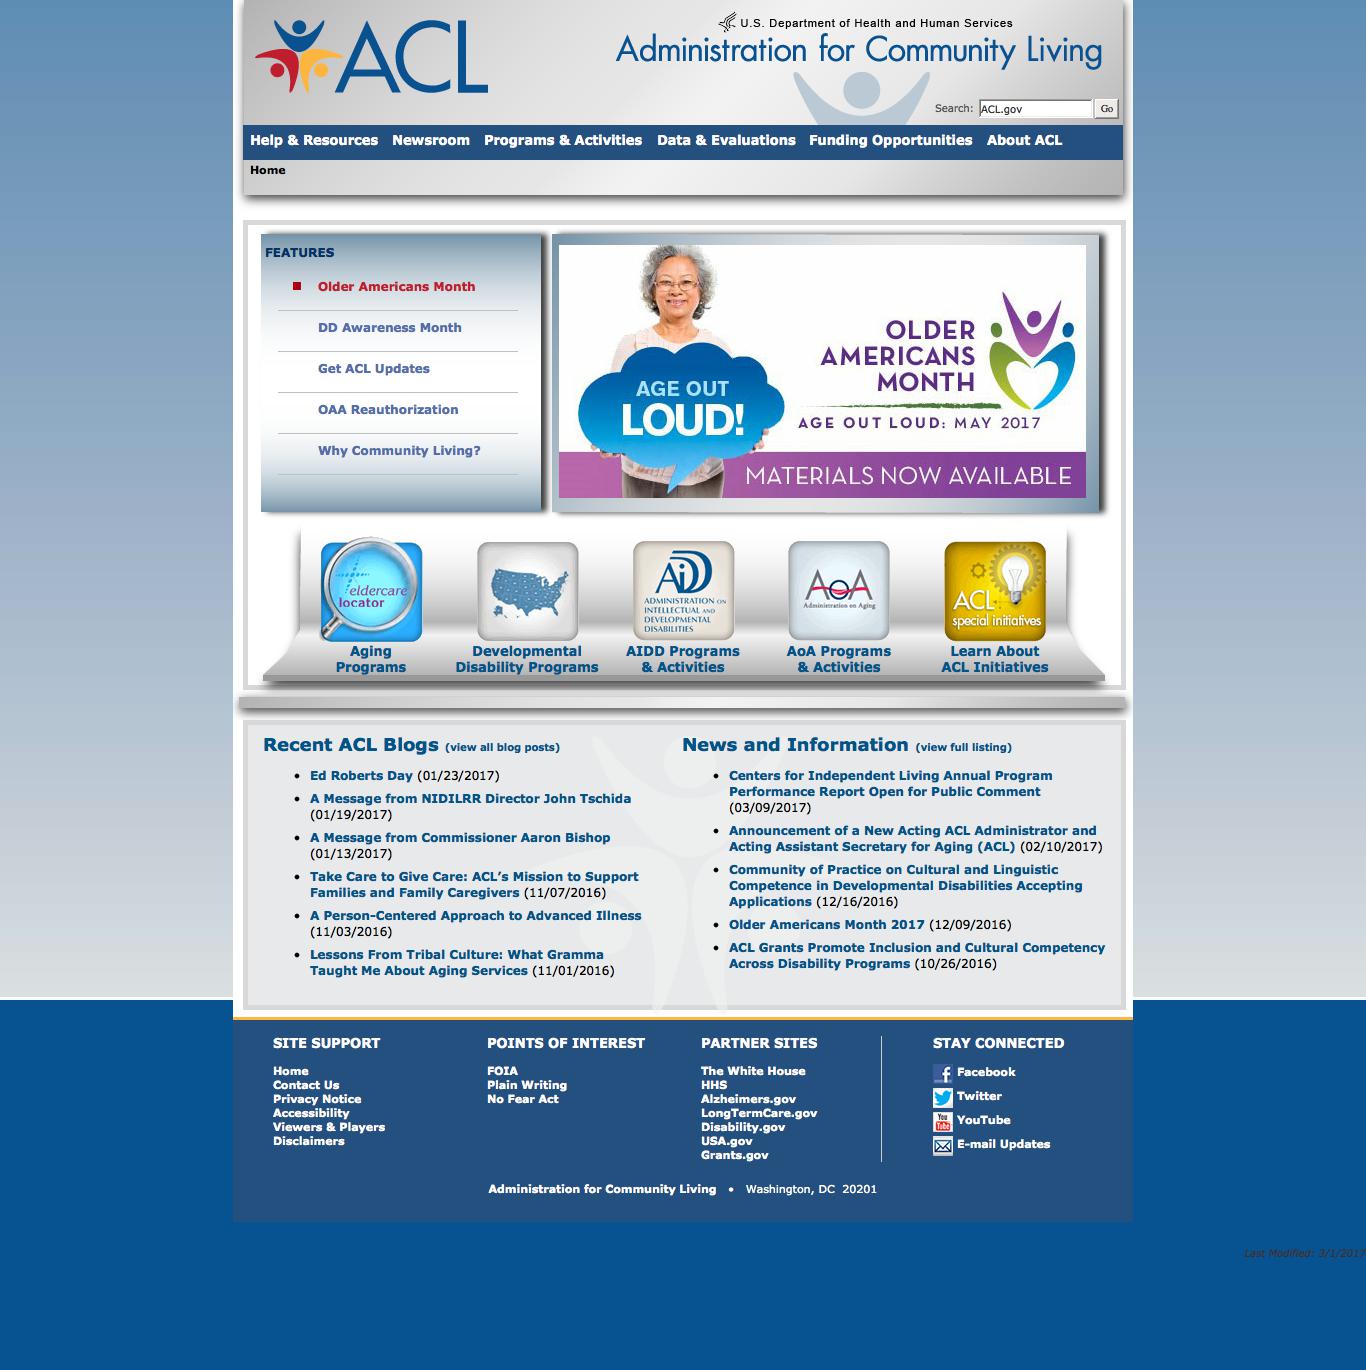 ACL
U.S. Department of Health and Human Services
Administration for Community Living
Search: ACL.gov Go
Help & Resources Newsroom Programs & Activities Data & Evaluations Funding Opportunities About ACL
Home
FEATURES
Older Americans Month
DD Awareness Month
Get ACL Updates
OAA Reauthorization
Why Community Living?
AGE OUT
LOUD!
OLDER
AMERICANS
MONTH
AGE OUT LOUD: MAY 2017
MATERIALS NOW AVAILABLE
eldercare
locator
Aging
Programs
Developmental
Disability Programs
AiDD
ADMINISTRATION ON
INTELLECTUAL AND
DEVELOPMENTAL
DISABILITIES
AIDD Programs
& Activities
AoA
Administration on Aging
AoA Programs
& Activities
ACL
special initiatives
Learn About
ACL Initiatives
Recent ACL Blogs (view all blog posts)
Ed Roberts Day (01/23/2017)
A Message from NIDILRR Director John Tschida
(01/19/2017)
A Message from Commissioner Aaron Bishop
(01/13/2017)
Take Care to Give Care: ACL’s Mission to Support
Families and Family Caregivers (11/07/2016)
A Person-Centered Approach to Advanced Illness
(11/03/2016)
Lessons From Tribal Culture: What Gramma
Taught Me About Aging Services (11/01/2016)
News and Information (view full listing)
Centers for Independent Living Annual Program
Performance Report Open for Public Comment
(03/09/2017)
Announcement of a New Acting ACL Administrator and
Acting Assistant Secretary for Aging (ACL) (02/10/2017)
Community of Practice on Cultural and Linguistic
Competence in Developmental Disabilities Accepting
Applications (12/16/2016)
Older Americans Month 2017 (12/09/2016)
ACL Grants Promote Inclusion and Cultural Competency
Across Disability Programs (10/26/2016)
SITE SUPPORT
Home
Contact Us
Privacy Notice
Accessibility
Viewers & Players
Disclaimers
POINTS OF INTEREST
FOIA
Plain Writing
No Fear Act
PARTNER SITES
The White House
HHS
Alzheimers.gov
LongTermCare.gov
Disability.gov
USA.gov
Grants.gov
STAY CONNECTED
Facebook
Twitter
You
Tube
YouTube
E-mail Updates
Administration for Community Living • Washington, DC 20201
Last Modified: 3/1/2017